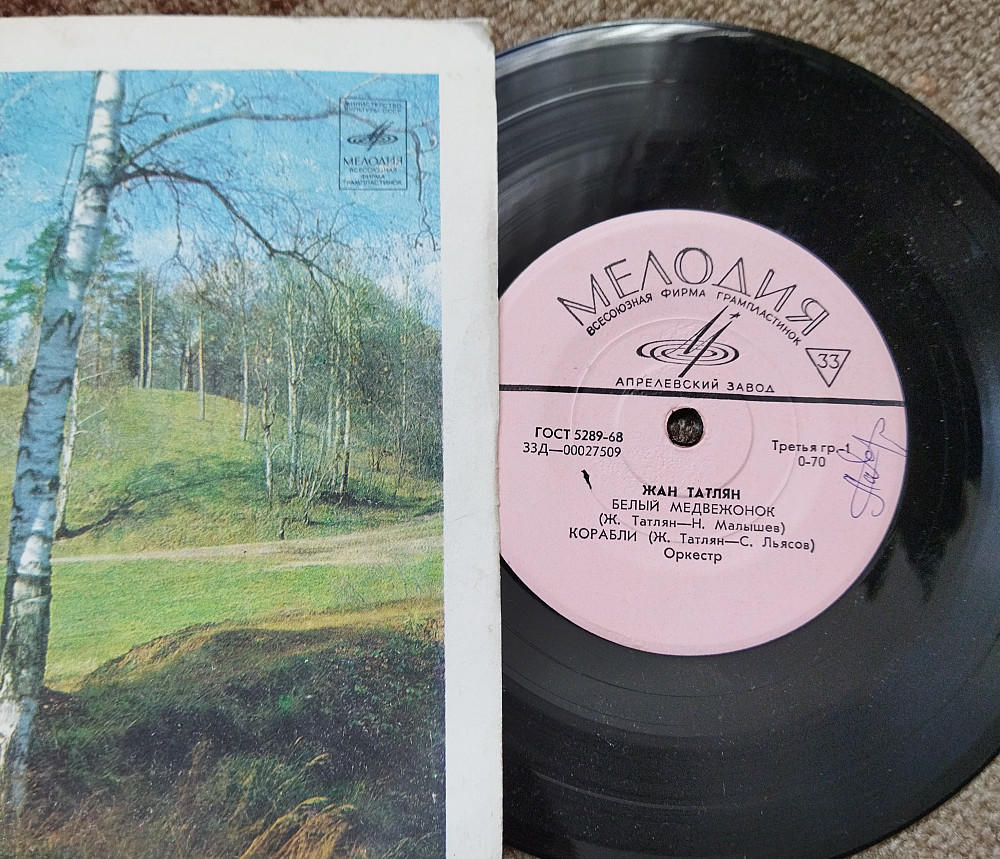 МИНИСТЕРСТВО
КУЛЬТУРЫ СССР
МЕЛОДИЯ
ВСЕСОЮЗНАЯ
ФИРМА
ГРАМПЛАСТИНОК
МЕЛОДИЯ
ВСЕСОЮЗНАЯ ФИРМА ГРАМПЛАСТИНОК
33
АПРЕЛЕВСКИЙ ЗАВОД
ГОСТ 5289-68
33Д—00027509
Третья гр.-1
0-70
ЖАН ТАТЛЯН
БЕЛЫЙ МЕДВЕЖОНОК
(Ж. Татлян—Н. Малышев)
КОРАБЛИ (Ж. Татлян—С. Льясов)
Оркестр